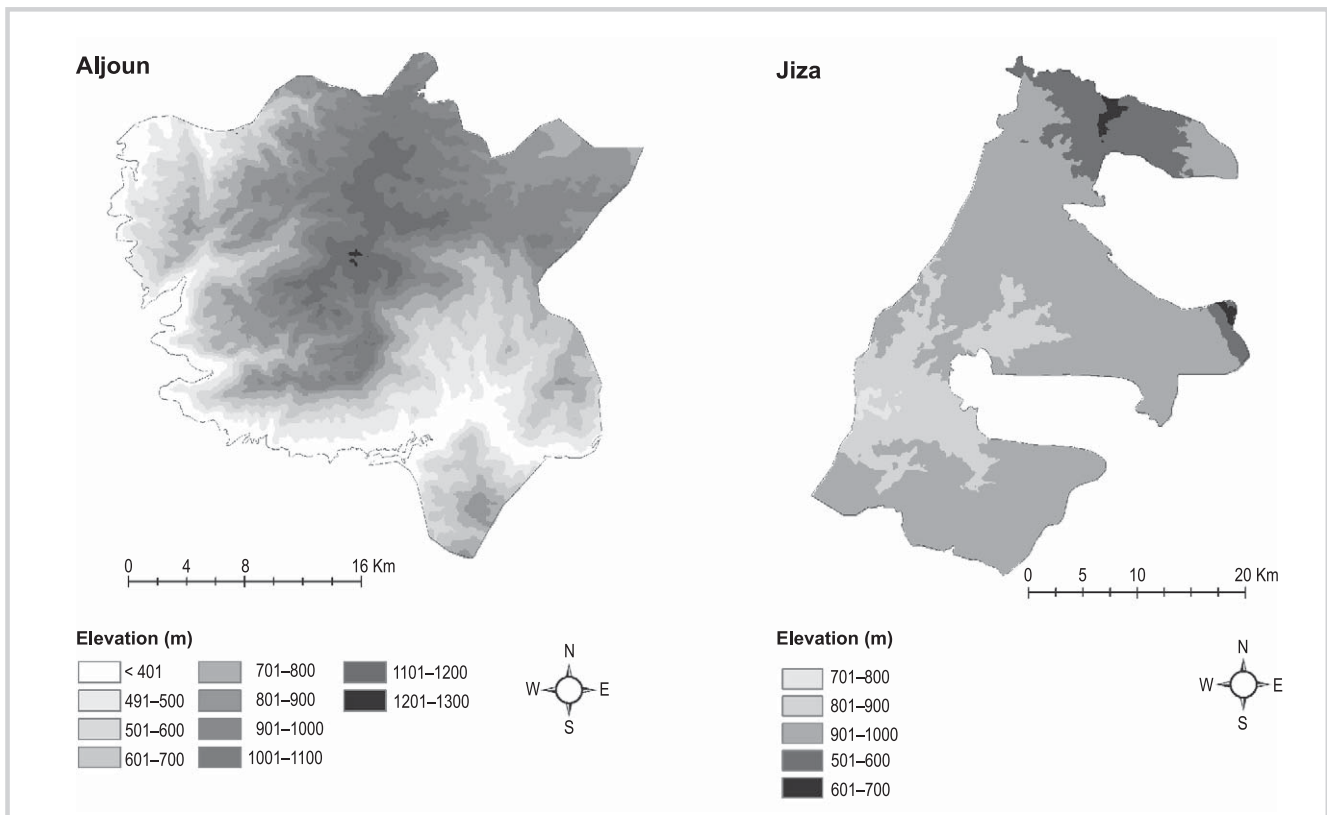 Aljoun
Jiza
0 4 8 16 Km
0 5 10 20 Km
Elevation (m)
< 401
491–500
501–600
601–700
701–800
801–900
901–1000
1001–1100
1101–1200
1201–1300
N
W E
S
Elevation (m)
701–800
801–900
901–1000
501–600
601–700
N
W E
S